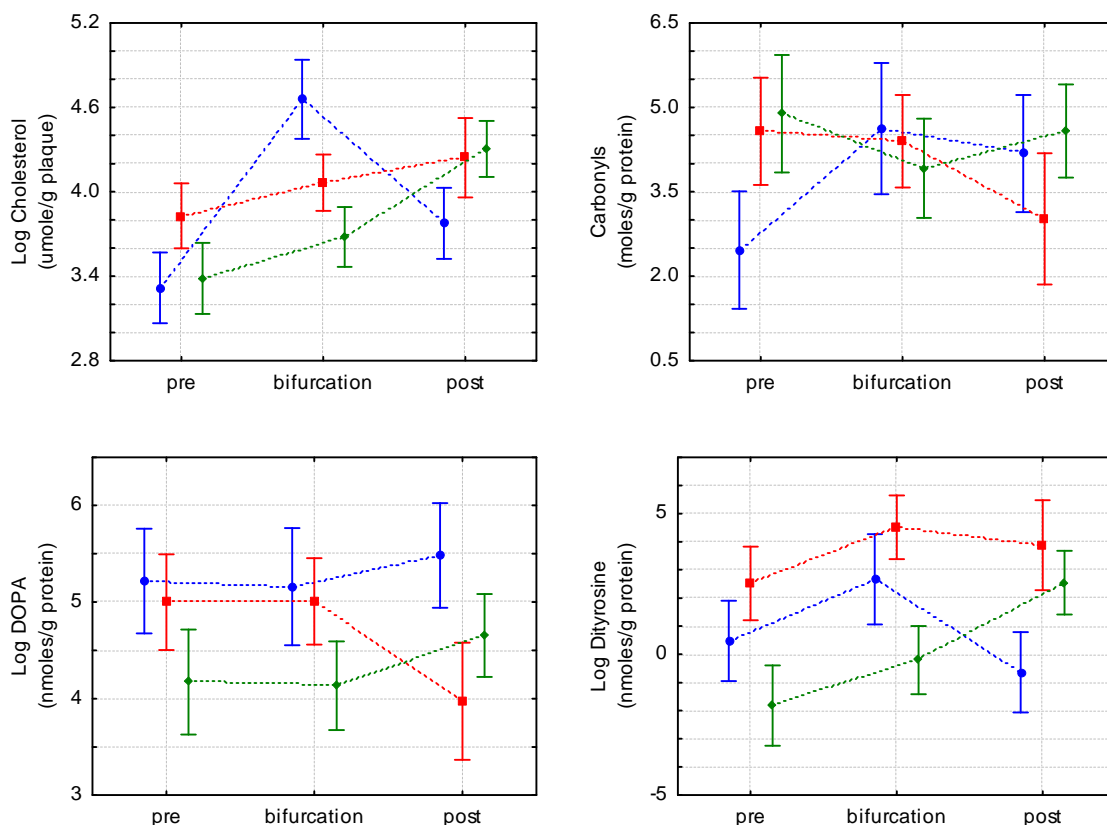 Log Cholesterol
(umole/g plaque)
5.2
4.6
4.0
3.4
2.8
pre bifurcation post
Carbonyls
(moles/g protein)
6.5
5.0
3.5
2.0
0.5
pre bifurcation post
Log DOPA
(nmoles/g protein)
6
5
4
3
pre bifurcation post
Log Dityrosine
(nmoles/g protein)
5
0
-5
pre bifurcation post